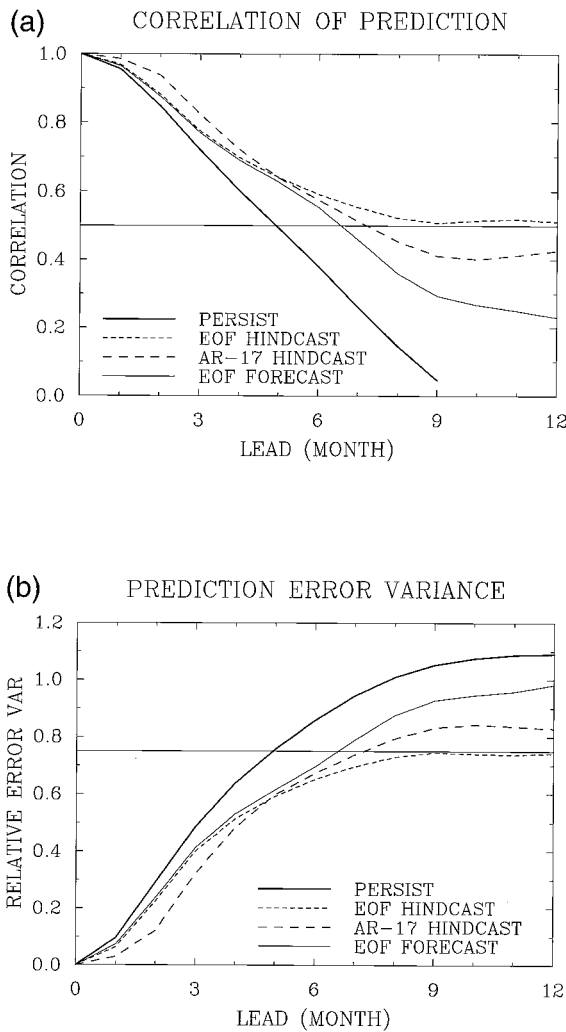 (a) CORRELATION OF PREDICTION
1.0
0.8
0.6
0.4
0.2
0.0
CORRELATION
PERSIST
EOF HINDCAST
AR-17 HINDCAST
EOF FORECAST
0 3 6 9 12
LEAD (MONTH)
(b) PREDICTION ERROR VARIANCE
1.2
1.0
0.8
0.6
0.4
0.2
0.0
RELATIVE ERROR VAR
PERSIST
EOF HINDCAST
AR-17 HINDCAST
EOF FORECAST
0 3 6 9 12
LEAD (MONTH)